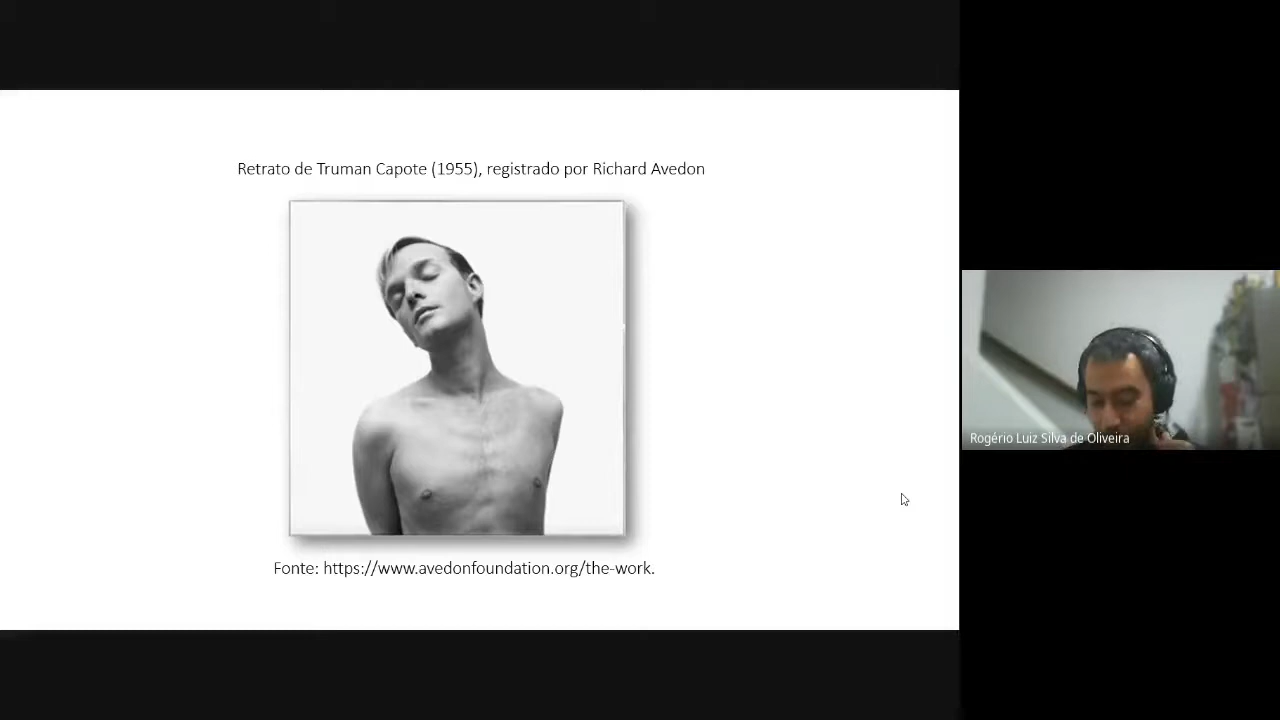 Retrato de Truman Capote (1955), registrado por Richard Avedon
Fonte: https://www.avedonfoundation.org/the-work.
Rogério Luiz Silva de Oliveira